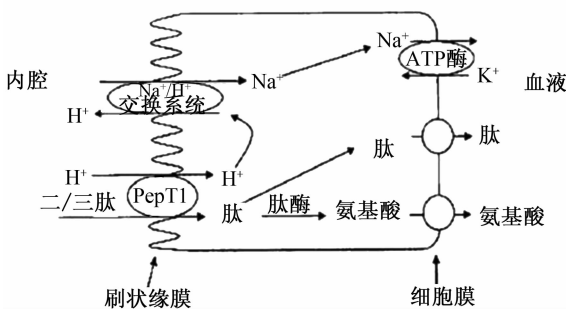 Na⁺
ATP酶
K⁺
内腔
血液
Na⁺/H⁺
交换系统
Na⁺
H⁺
H⁺
PepT1
H⁺
二/三肽
肽
肽酶
氨基酸
肽
肽
氨基酸
刷状缘膜
细胞膜